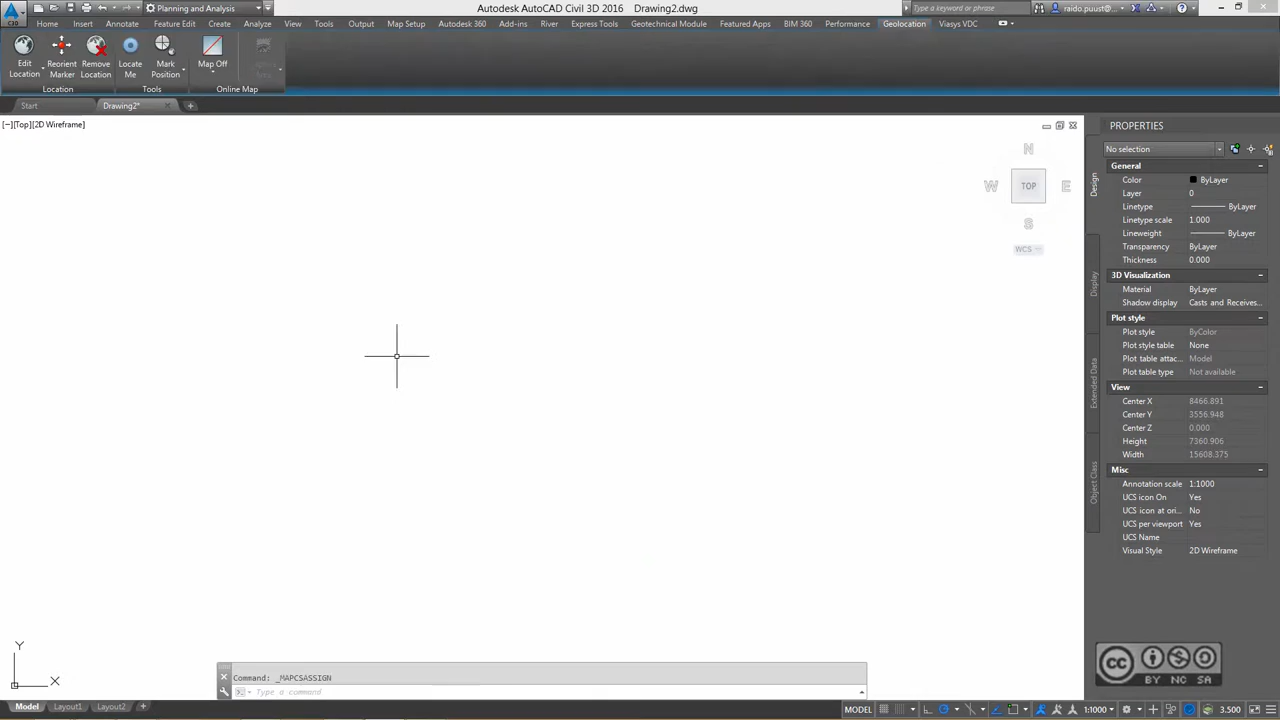 Planning and Analysis
Autodesk AutoCAD Civil 3D 2016 Drawing2.dwg
Type a keyword or phrase
raido.puust@...
C3D
Home Insert Annotate Feature Edit Create Analyze View Tools Output Map Setup Autodesk 360 Add-ins River Express Tools Geotechnical Module Featured Apps BIM 360 Performance Geolocation Viasys VDC
Edit Location
Reorient Marker
Remove Location
Locate Me
Mark Position
Map Off
Location
Tools
Online Map
Start
Drawing2*
[−][Top][2D Wireframe]
N
W TOP E
S
WCS
PROPERTIES
No selection
Design
Display
Extended Data
Object Class
General
Color ByLayer
Layer 0
Linetype ByLayer
Linetype scale 1.000
Lineweight ByLayer
Transparency ByLayer
Thickness 0.000
3D Visualization
Material ByLayer
Shadow display Casts and Receives...
Plot style
Plot style ByColor
Plot style table None
Plot table attac... Model
Plot table type Not available
View
Center X 8466.891
Center Y 3556.948
Center Z 0.000
Height 7360.906
Width 15608.375
Misc
Annotation scale 1:1000
UCS icon On Yes
UCS icon at ori... No
UCS per viewport Yes
UCS Name
Visual Style 2D Wireframe
Y
X
Command: _MAPCSASSIGN
Type a command
cc
BY NC SA
Model Layout1 Layout2 +
MODEL
1:1000
3.500